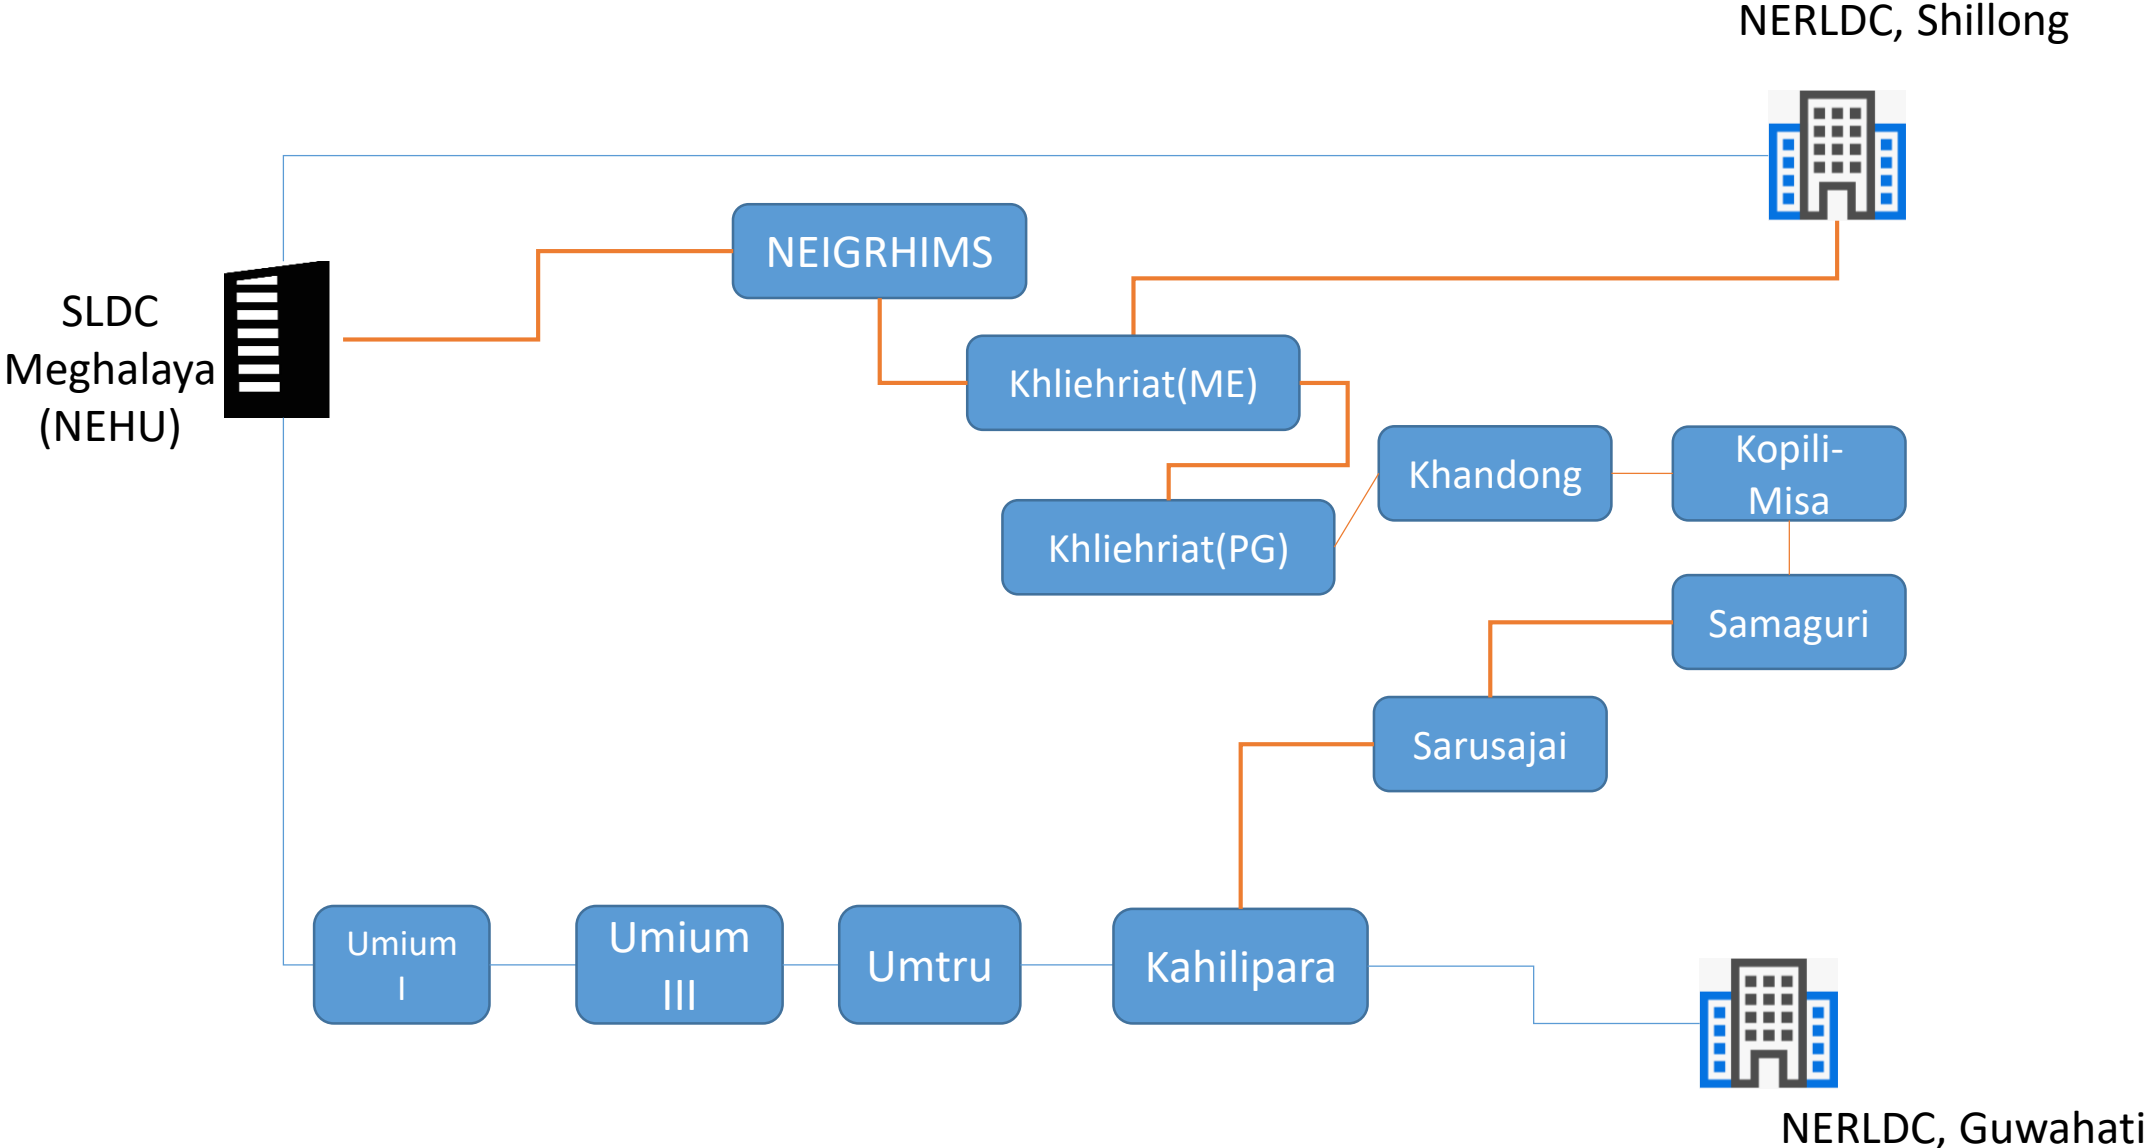 NERLDC, Shillong
NEIGRHIMS
SLDC
Meghalaya
(NEHU)
Khliehriat(ME)
Khandong
Kopili-
Misa
Khliehriat(PG)
Samaguri
Sarusajai
Umium
I
Umium
III
Umtru
Kahilipara
NERLDC, Guwahati